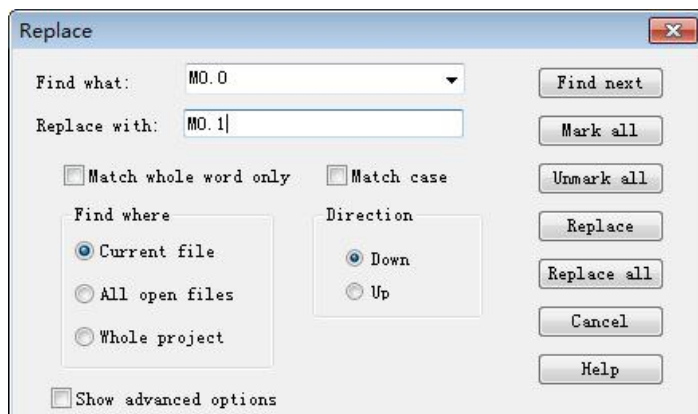 Replace
Find what: M0.0
Find next
Replace with: M0.1
Mark all
Match whole word only
Match case
Unmark all
Find where
Direction
Replace
Current file
Down
All open files
Up
Replace all
Whole project
Cancel
Help
Show advanced options